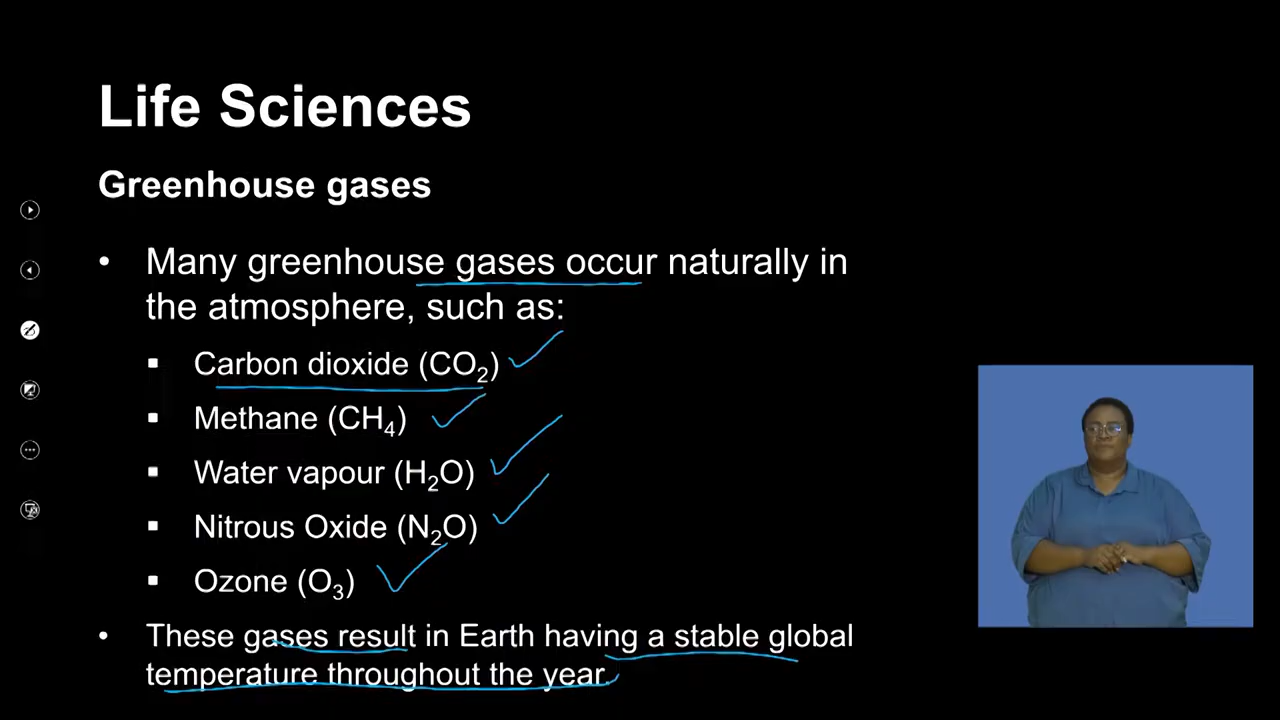 Life Sciences
Greenhouse gases
• Many greenhouse gases occur naturally in
the atmosphere, such as:
▪ Carbon dioxide (CO₂)
▪ Methane (CH₄)
▪ Water vapour (H₂O)
▪ Nitrous Oxide (N₂O)
▪ Ozone (O₃)
• These gases result in Earth having a stable global
temperature throughout the year.